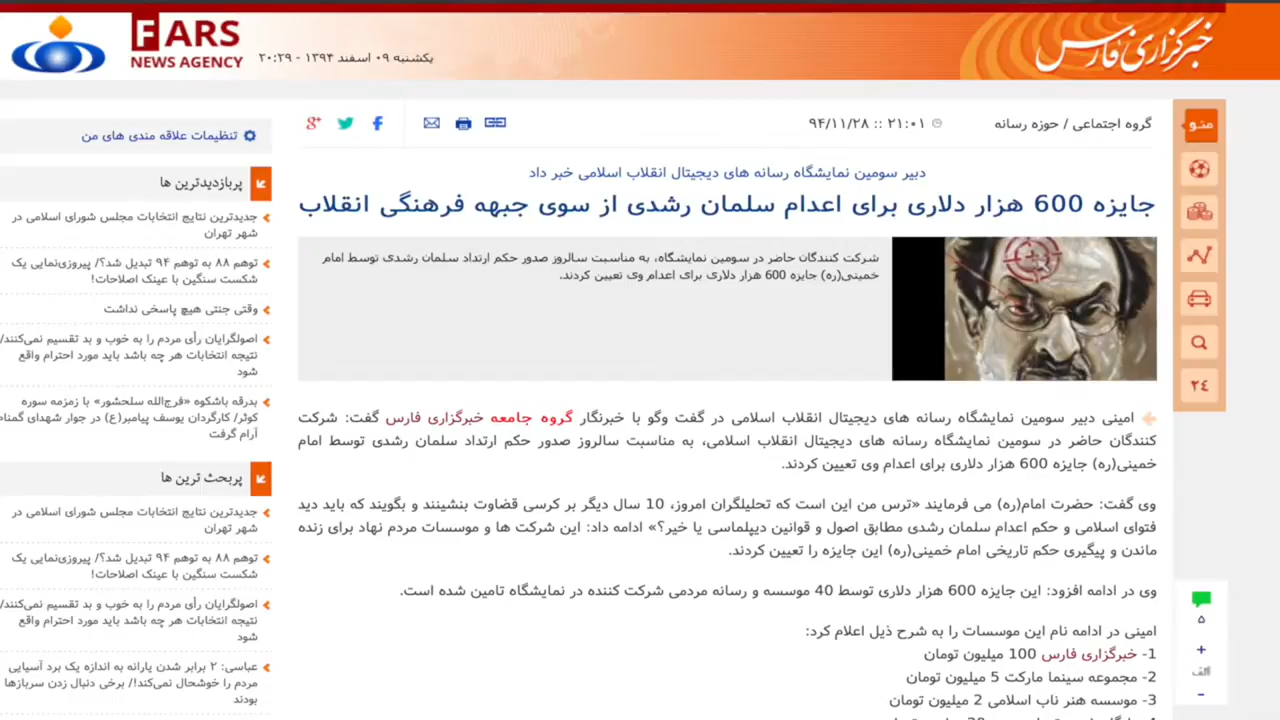 FARS
NEWS AGENCY
یکشنبه ۰۹ اسفند ۱۳۹۴ - ۲۰:۲۹
خبرگزاری فارس
منو
۲۴
گروه اجتماعی / حوزه رسانه
۹۴/۱۱/۲۸ :: ۲۱:۰۱
دبیر سومین نمایشگاه رسانه های دیجیتال انقلاب اسلامی خبر داد
جایزه 600 هزار دلاری برای اعدام سلمان رشدی از سوی جبهه فرهنگی انقلاب
شرکت کنندگان حاضر در سومین نمایشگاه، به مناسبت سالروز صدور حکم ارتداد سلمان رشدی توسط امام
خمینی(ره) جایزه 600 هزار دلاری برای اعدام وی تعیین کردند.
امینی دبیر سومین نمایشگاه رسانه های دیجیتال انقلاب اسلامی در گفت وگو با خبرنگار گروه جامعه خبرگزاری فارس گفت: شرکت
کنندگان حاضر در سومین نمایشگاه رسانه های دیجیتال انقلاب اسلامی، به مناسبت سالروز صدور حکم ارتداد سلمان رشدی توسط امام
خمینی(ره) جایزه 600 هزار دلاری برای اعدام وی تعیین کردند.
وی گفت: حضرت امام(ره) می فرمایند «ترس من این است که تحلیلگران امروز، 10 سال دیگر بر کرسی قضاوت بنشینند و بگویند که باید دید
فتوای اسلامی و حکم اعدام سلمان رشدی مطابق اصول و قوانین دیپلماسی یا خیر؟» ادامه داد: این شرکت ها و موسسات مردم نهاد برای زنده
ماندن و پیگیری حکم تاریخی امام خمینی(ره) این جایزه را تعیین کردند.
وی در ادامه افزود: این جایزه 600 هزار دلاری توسط 40 موسسه و رسانه مردمی شرکت کننده در نمایشگاه تامین شده است.
امینی در ادامه نام این موسسات را به شرح ذیل اعلام کرد:
1- خبرگزاری فارس 100 میلیون تومان
2- مجموعه سینما مارکت 5 میلیون تومان
3- موسسه هنر ناب اسلامی 2 میلیون تومان
تنظیمات علاقه مندی های من
پربازدیدترین ها
جدیدترین نتایج انتخابات مجلس شورای اسلامی در
شهر تهران
توهم ۸۸ به توهم ۹۴ تبدیل شد؟/ پیروزی‌نمایی یک
شکست سنگین با عینک اصلاحات!
وقتی جنتی هیچ پاسخی نداشت
اصولگرایان رأی مردم را به خوب و بد تقسیم نمی‌کنند/
نتیجه انتخابات هر چه باشد باید مورد احترام واقع
شود
بدرقه باشکوه «فرج‌الله سلحشور» با زمزمه سوره
کوثر/ کارگردان یوسف پیامبر(ع) در جوار شهدای گمنام
آرام گرفت
پربحث ترین ها
جدیدترین نتایج انتخابات مجلس شورای اسلامی در
شهر تهران
توهم ۸۸ به توهم ۹۴ تبدیل شد؟/ پیروزی‌نمایی یک
شکست سنگین با عینک اصلاحات!
اصولگرایان رأی مردم را به خوب و بد تقسیم نمی‌کنند/
نتیجه انتخابات هر چه باشد باید مورد احترام واقع
شود
عباسی: ۲ برابر شدن یارانه به اندازه یک برد آسیایی
مردم را خوشحال نمی‌کند!/ برخی دنبال زدن سربازها
بودند
۵
+
الف
-